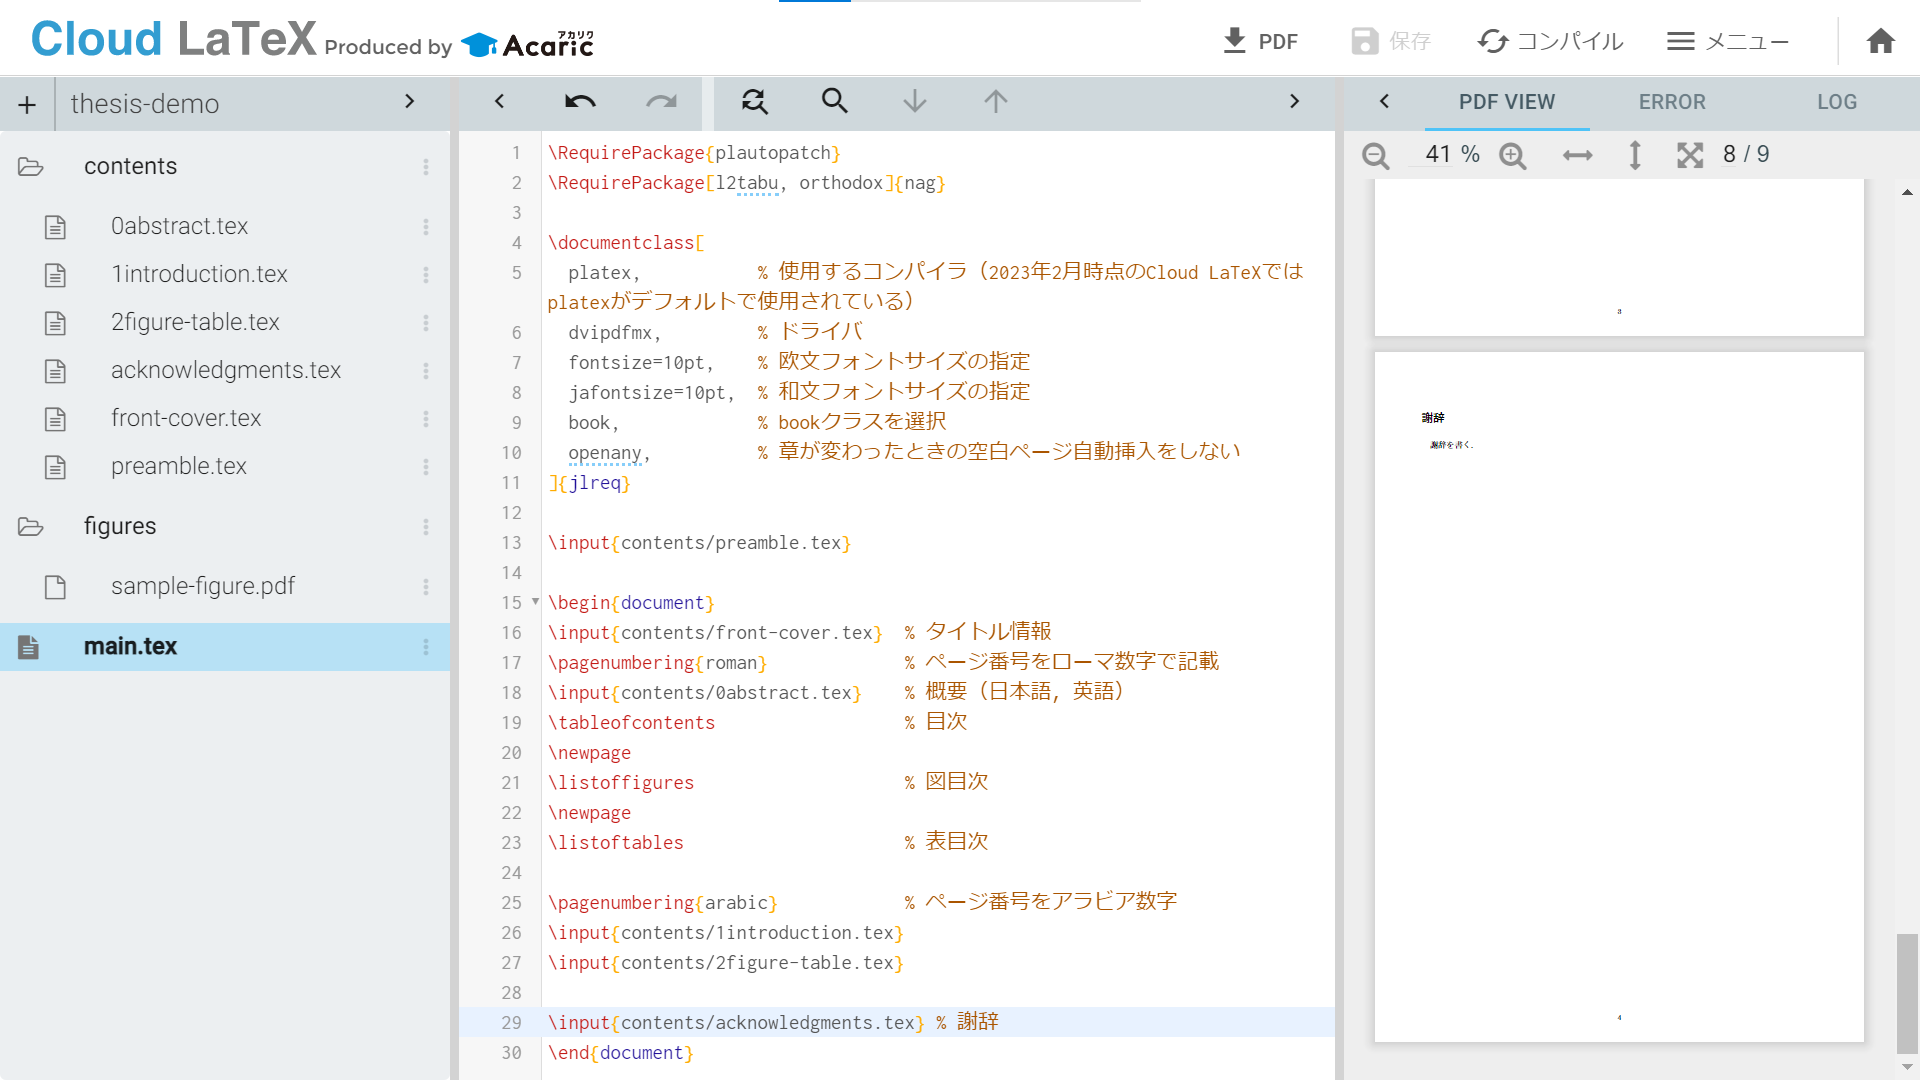 Cloud LaTeX Produced by Acaric アカリク
PDF 保存 コンパイル メニュー
thesis-demo
contents
0abstract.tex
1introduction.tex
2figure-table.tex
acknowledgments.tex
front-cover.tex
preamble.tex
figures
sample-figure.pdf
main.tex
1 \RequirePackage{plautopatch}
2 \RequirePackage[l2tabu, orthodox]{nag}
3
4 \documentclass[
5 platex, % 使用するコンパイラ（2023年2月時点のCloud LaTeXでは
platexがデフォルトで使用されている）
6 dvipdfmx, % ドライバ
7 fontsize=10pt, % 欧文フォントサイズの指定
8 jafontsize=10pt, % 和文フォントサイズの指定
9 book, % bookクラスを選択
10 openany, % 章が変わったときの空白ページ自動挿入をしない
11 ]{jlreq}
12
13 \input{contents/preamble.tex}
14
15 \begin{document}
16 \input{contents/front-cover.tex} % タイトル情報
17 \pagenumbering{roman} % ページ番号をローマ数字で記載
18 \input{contents/0abstract.tex} % 概要（日本語, 英語）
19 \tableofcontents % 目次
20 \newpage
21 \listoffigures % 図目次
22 \newpage
23 \listoftables % 表目次
24
25 \pagenumbering{arabic} % ページ番号をアラビア数字
26 \input{contents/1introduction.tex}
27 \input{contents/2figure-table.tex}
28
29 \input{contents/acknowledgments.tex} % 謝辞
30 \end{document}
PDF VIEW ERROR LOG
41 % 8 / 9
謝辞
謝辞を書く.
4